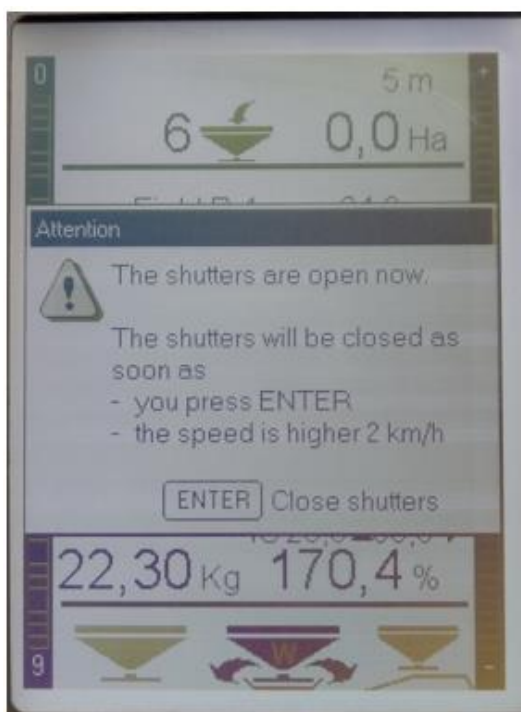 0
5 m +
6 0,0 Ha
Attention
The shutters are open now.
The shutters will be closed as
soon as
- you press ENTER
- the speed is higher 2 km/h
ENTER Close shutters
22,30 Kg 170,4 %
W
9 -